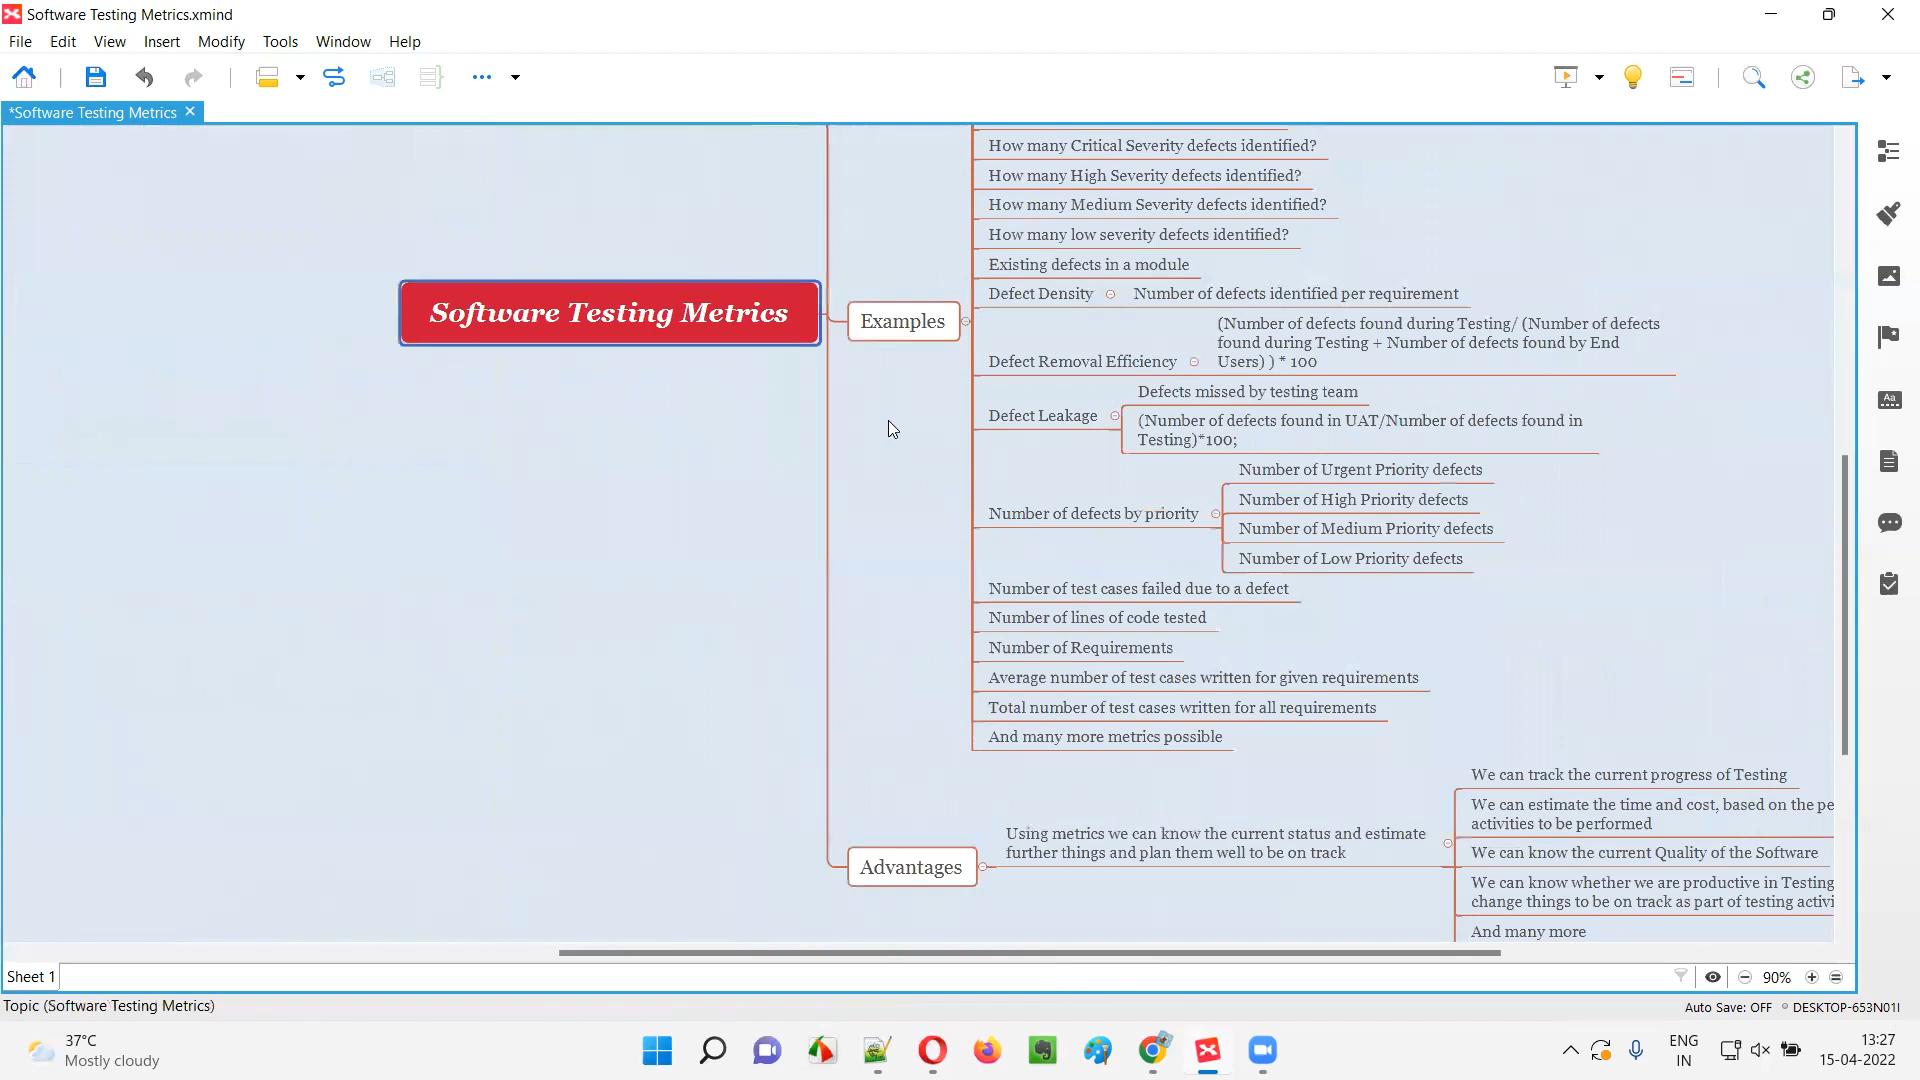 Software Testing Metrics.xmind
File Edit View Insert Modify Tools Window Help
*Software Testing Metrics
How many Critical Severity defects identified?
How many High Severity defects identified?
How many Medium Severity defects identified?
How many low severity defects identified?
Existing defects in a module
Defect Density
Number of defects identified per requirement
Software Testing Metrics
Examples
(Number of defects found during Testing/ (Number of defects
found during Testing + Number of defects found by End
Users) ) * 100
Defect Removal Efficiency
Defects missed by testing team
Defect Leakage
(Number of defects found in UAT/Number of defects found in
Testing)*100;
Number of Urgent Priority defects
Number of High Priority defects
Number of defects by priority
Number of Medium Priority defects
Number of Low Priority defects
Number of test cases failed due to a defect
Number of lines of code tested
Number of Requirements
Average number of test cases written for given requirements
Total number of test cases written for all requirements
And many more metrics possible
We can track the current progress of Testing
We can estimate the time and cost, based on the pe
activities to be performed
Using metrics we can know the current status and estimate
further things and plan them well to be on track
We can know the current Quality of the Software
Advantages
We can know whether we are productive in Testing
change things to be on track as part of testing activi
And many more
Sheet 1
90%
Topic (Software Testing Metrics)
Auto Save: OFF
DESKTOP-653N01I
37°C
Mostly cloudy
ENG
IN
13:27
15-04-2022
Aa